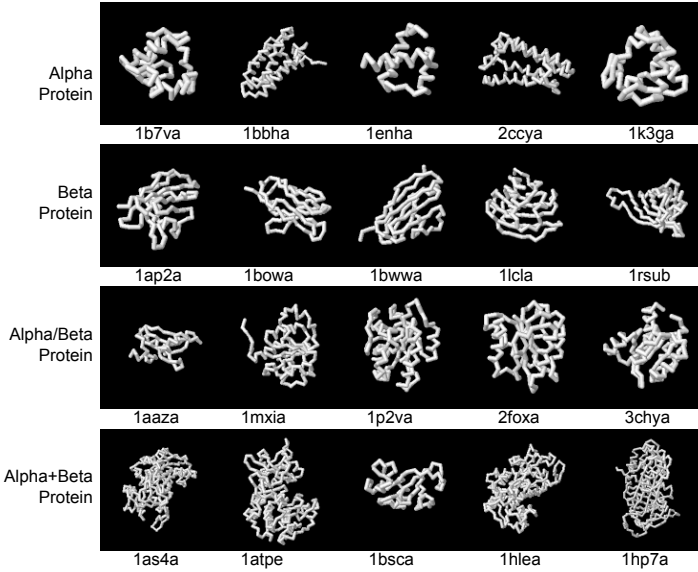 Alpha
Protein
1b7va 1bbha 1enha 2ccya 1k3ga
Beta
Protein
1ap2a 1bowa 1bwwa 1lcla 1rsub
Alpha/Beta
Protein
1aaza 1mxia 1p2va 2foxa 3chya
Alpha+Beta
Protein
1as4a 1atpe 1bsca 1hlea 1hp7a